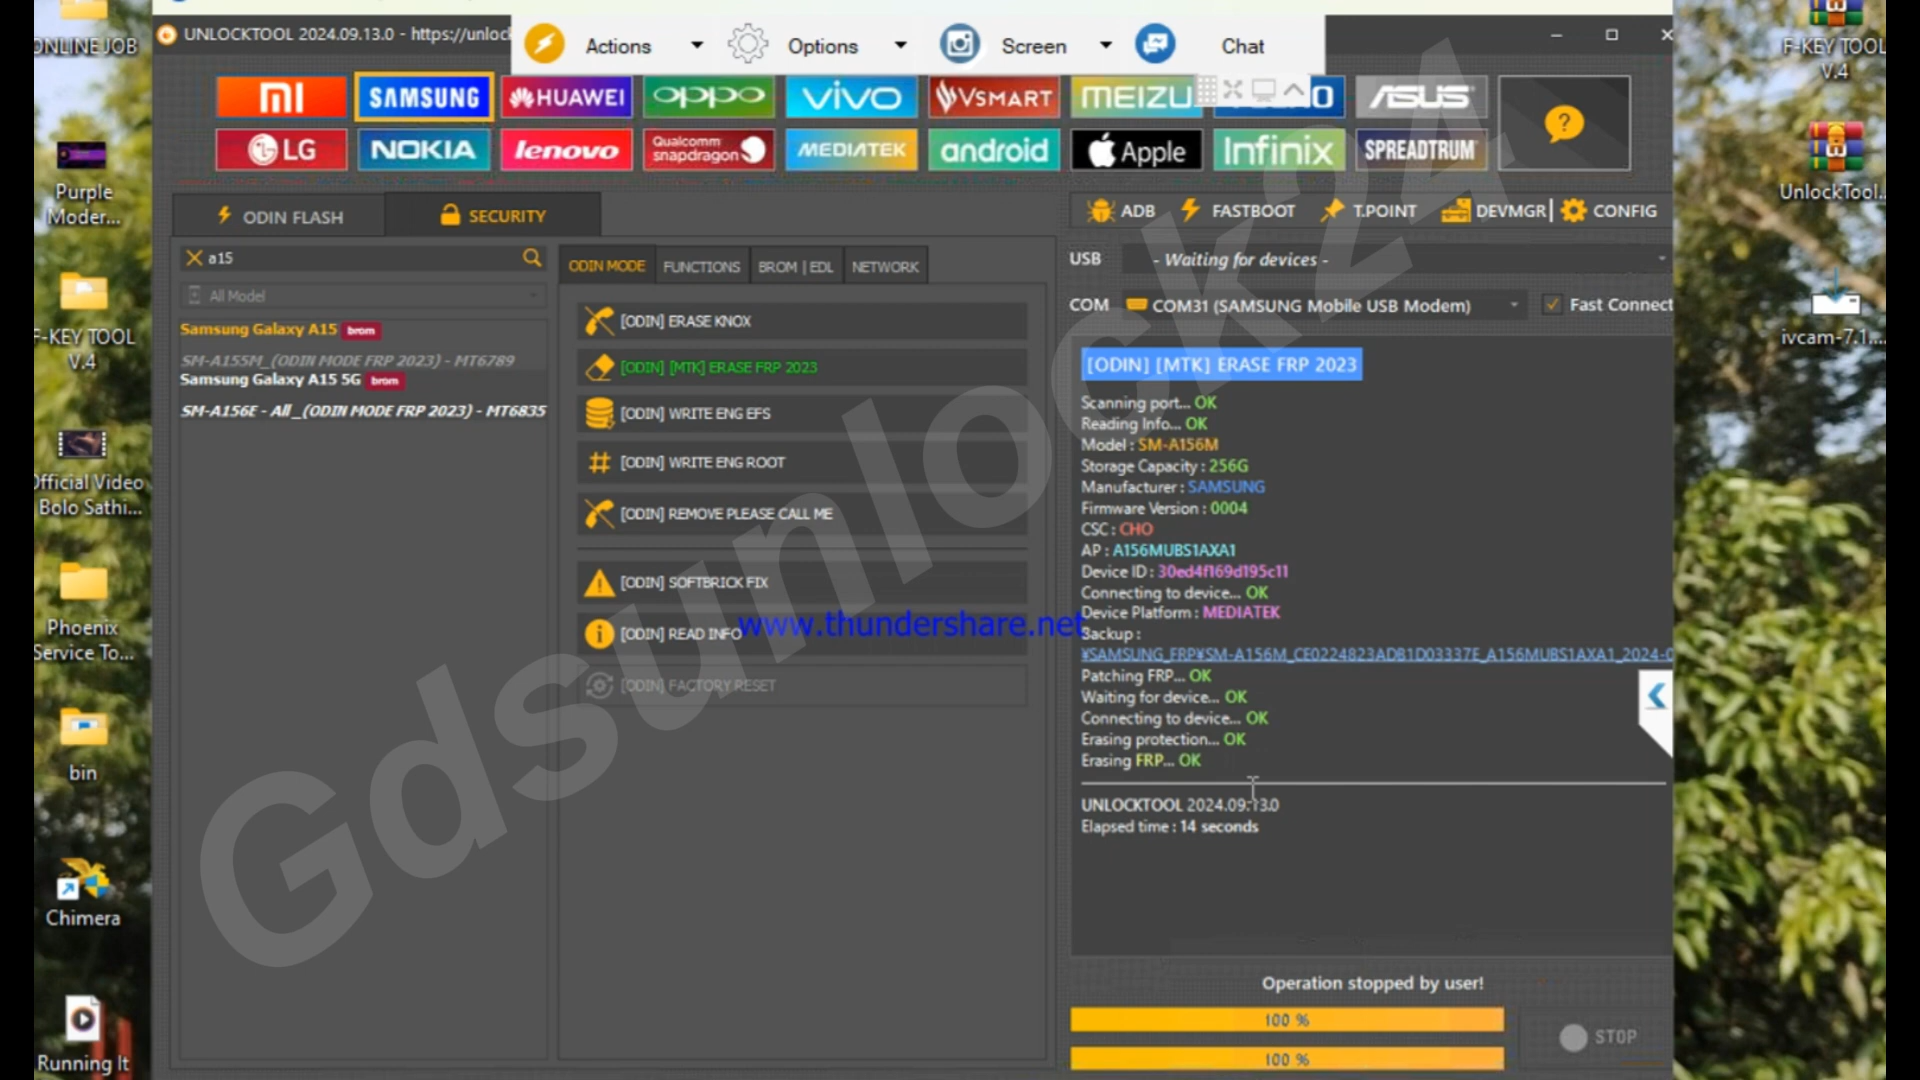 ONLINE JOB
UNLOCKTOOL 2024.09.13.0 - https://unlock
Actions
Options
Screen
Chat
F-KEY TOOL
V.4
mi
SAMSUNG
HUAWEI
oppo
vivo
VSMART
MEIZU
ASUS
?
LG
NOKIA
lenovo
Qualcomm
snapdragon
MEDIATEK
android
Apple
Infinix
SPREADTRUM
Purple
Moder...
UnlockTool...
ODIN FLASH
SECURITY
ADB
FASTBOOT
T.POINT
DEVMGR
CONFIG
a15
All Model
ODIN MODE
FUNCTIONS
BROM | EDL
NETWORK
USB
- Waiting for devices -
COM
COM31 (SAMSUNG Mobile USB Modem)
Fast Connect
Samsung Galaxy A15 brom
SM-A155M_(ODIN MODE FRP 2023) - MT6789
Samsung Galaxy A15 5G brom
SM-A156E - All_(ODIN MODE FRP 2023) - MT6835
[ODIN] ERASE KNOX
[ODIN] [MTK] ERASE FRP 2023
[ODIN] WRITE ENG EFS
[ODIN] WRITE ENG ROOT
[ODIN] REMOVE PLEASE CALL ME
[ODIN] SOFTBRICK FIX
[ODIN] READ INFO
[ODIN] FACTORY RESET
[ODIN] [MTK] ERASE FRP 2023
Scanning port... OK
Reading Info... OK
Model : SM-A156M
Storage Capacity : 256G
Manufacturer : SAMSUNG
Firmware Version : 0004
CSC : CHO
AP : A156MUBS1AXA1
Device ID : 30ed4f169d195c11
Connecting to device... OK
Device Platform : MEDIATEK
Backup :
¥SAMSUNG_FRP¥SM-A156M_CE0224823ADB1D03337E_A156MUBS1AXA1_2024-0
Patching FRP... OK
Waiting for device... OK
Connecting to device... OK
Erasing protection... OK
Erasing FRP... OK
UNLOCKTOOL 2024.09.13.0
Elapsed time : 14 seconds
Operation stopped by user!
100 %
STOP
100 %
www.thundershare.net
Gdsunlock24
F-KEY TOOL
V.4
ivcam-7.1....
Official Video
Bolo Sathi...
Phoenix
Service To...
bin
Chimera
Running It